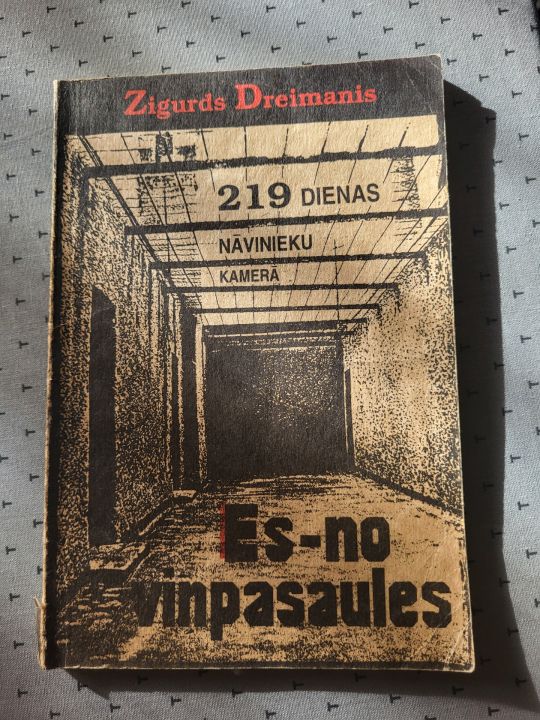 Zigurds Dreimanis
219 DIENAS
NĀVINIEKU
KAMERĀ
Es-no
viņpasaules